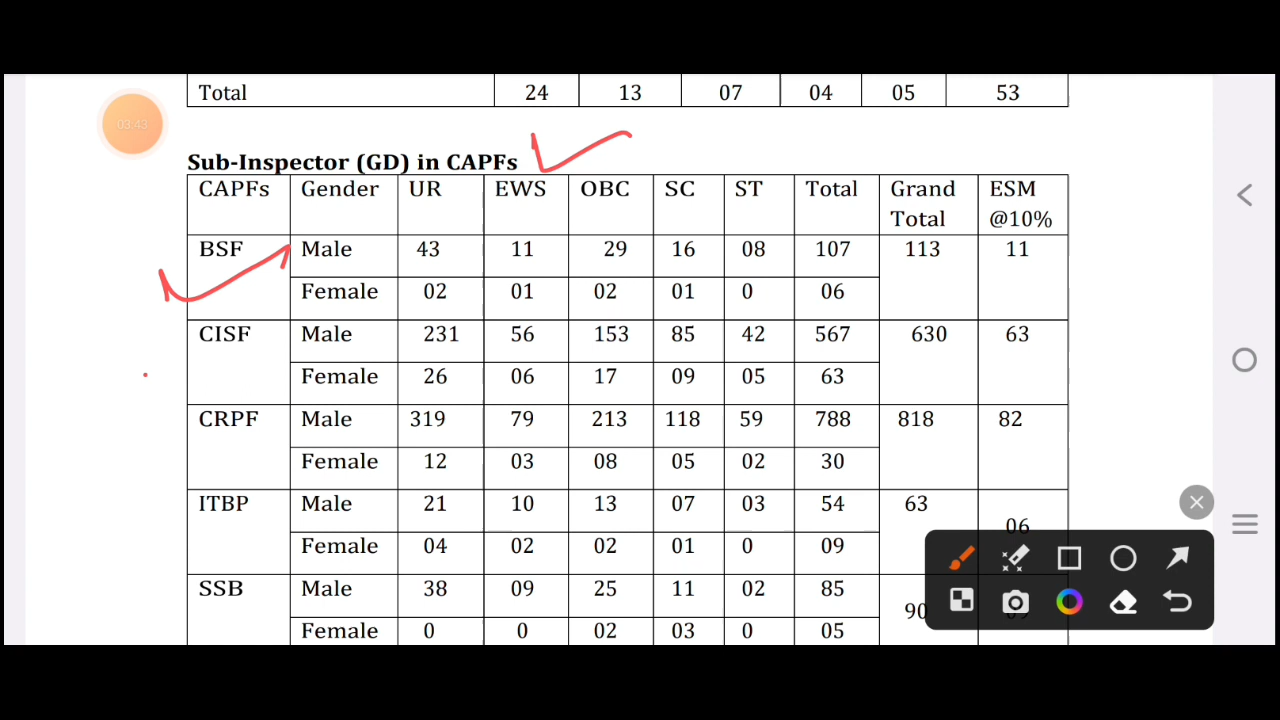 Total 24 13 07 04 05 53
03:43
Sub-Inspector (GD) in CAPFs
CAPFs Gender UR EWS OBC SC ST Total Grand Total ESM @10%
BSF Male 43 11 29 16 08 107 113 11
Female 02 01 02 01 0 06
CISF Male 231 56 153 85 42 567 630 63
Female 26 06 17 09 05 63
CRPF Male 319 79 213 118 59 788 818 82
Female 12 03 08 05 02 30
ITBP Male 21 10 13 07 03 54 63 06
Female 04 02 02 01 0 09
SSB Male 38 09 25 11 02 85 90 09
Female 0 0 02 03 0 05